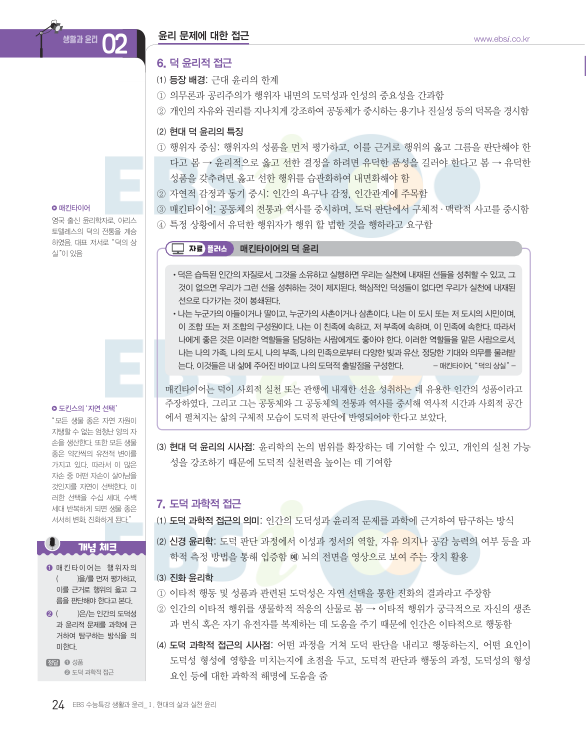 생활과 윤리 02
윤리 문제에 대한 접근
www.ebsi.co.kr
6. 덕 윤리적 접근
(1) 등장 배경: 근대 윤리의 한계
① 의무론과 공리주의가 행위자 내면의 도덕성과 인성의 중요성을 간과함
② 개인의 자유와 권리를 지나치게 강조하여 공동체가 중시하는 용기나 진실성 등의 덕목을 경시함
(2) 현대 덕 윤리의 특징
① 행위자 중심: 행위자의 성품을 먼저 평가하고, 이를 근거로 행위의 옳고 그름을 판단해야 한
다고 봄 → 윤리적으로 옳고 선한 결정을 하려면 유덕한 품성을 길러야 한다고 봄 → 유덕한
성품을 갖추려면 옳고 선한 행위를 습관화하여 내면화해야 함
② 자연적 감정과 동기 중시: 인간의 욕구나 감정, 인간관계에 주목함
③ 매킨타이어: 공동체의 전통과 역사를 중시하며, 도덕 판단에서 구체적·맥락적 사고를 중시함
④ 특정 상황에서 유덕한 행위자가 행위 할 법한 것을 행하라고 요구함
매킨타이어
영국 출신 윤리학자로, 아리스
토텔레스의 덕의 전통을 계승
하였음. 대표 저서로 "덕의 상
실"이 있음
자료 플러스 매킨타이어의 덕 윤리
• 덕은 습득된 인간의 자질로서, 그것을 소유하고 실행하면 우리는 실천에 내재된 선들을 성취할 수 있고, 그
것이 없으면 우리가 그런 선을 성취하는 것이 제지된다. 핵심적인 덕성들이 없다면 우리가 실천에 내재된
선으로 다가가는 것이 봉쇄된다.
• 나는 누군가의 아들이거나 딸이고, 누군가의 사촌이거나 삼촌이다. 나는 이 도시 또는 저 도시의 시민이며,
이 조합 또는 저 조합의 구성원이다. 나는 이 친족에 속하고, 저 부족에 속하며, 이 민족에 속한다. 따라서
나에게 좋은 것은 이러한 역할들을 담당하는 사람에게도 좋아야 한다. 이러한 역할들을 맡은 사람으로서,
나는 나의 가족, 나의 도시, 나의 부족, 나의 민족으로부터 다양한 빚과 유산, 정당한 기대와 의무를 물려받
는다. 이것들은 내 삶에 주어진 바이고 나의 도덕적 출발점을 구성한다. – 매킨타이어, "덕의 상실" –
매킨타이어는 덕이 사회적 실천 또는 관행에 내재한 선을 성취하는 데 유용한 인간의 성품이라고
주장하였다. 그리고 그는 공동체와 그 공동체의 전통과 역사를 중시해 역사적 시간과 사회적 공간
에서 펼쳐지는 삶의 구체적 모습이 도덕적 판단에 반영되어야 한다고 보았다.
도킨스의 '자연 선택'
"모든 생물 종은 자연 자원이
지탱할 수 없는 엄청난 양의 자
손을 생산한다. 또한 모든 생물
종은 약간씩의 유전적 변이를
가지고 있다. 따라서 이 많은
자손 중 어떤 자손이 살아남을
것인지를 자연이 선택한다. 이
러한 선택을 수십 세대, 수백
세대 반복하게 되면 생물 종은
서서히 변화, 진화하게 된다."
(3) 현대 덕 윤리의 시사점: 윤리학의 논의 범위를 확장하는 데 기여할 수 있고, 개인의 실천 가능
성을 강조하기 때문에 도덕적 실천력을 높이는 데 기여함
7. 도덕 과학적 접근
(1) 도덕 과학적 접근의 의미: 인간의 도덕성과 윤리적 문제를 과학에 근거하여 탐구하는 방식
(2) 신경 윤리학: 도덕 판단 과정에서 이성과 정서의 역할, 자유 의지나 공감 능력의 여부 등을 과
학적 측정 방법을 통해 입증함 예 뇌의 전면을 영상으로 보여 주는 장치 활용
(3) 진화 윤리학
① 이타적 행동 및 성품과 관련된 도덕성은 자연 선택을 통한 진화의 결과라고 주장함
② 인간의 이타적 행위를 생물학적 적응의 산물로 봄 → 이타적 행위가 궁극적으로 자신의 생존
과 번식 혹은 자기 유전자를 복제하는 데 도움을 주기 때문에 인간은 이타적으로 행동함
(4) 도덕 과학적 접근의 시사점: 어떤 과정을 거쳐 도덕 판단을 내리고 행동하는지, 어떤 요인이
도덕성 형성에 영향을 미치는지에 초점을 두고, 도덕적 판단과 행동의 과정, 도덕성의 형성
요인 등에 대한 과학적 해명에 도움을 줌
개념 체크
❶ 매킨타이어는 행위자의
( )을/를 먼저 평가하고,
이를 근거로 행위의 옳고 그
름을 판단해야 한다고 본다.
❷ ( )은/는 인간의 도덕성
과 윤리적 문제를 과학에 근
거하여 탐구하는 방식을 의
미한다.
정답 ❶ 성품
❷ 도덕 과학적 접근
24 EBS 수능특강 생활과 윤리_Ⅰ. 현대의 삶과 실천 윤리
EBSi
EBSi
EBSi